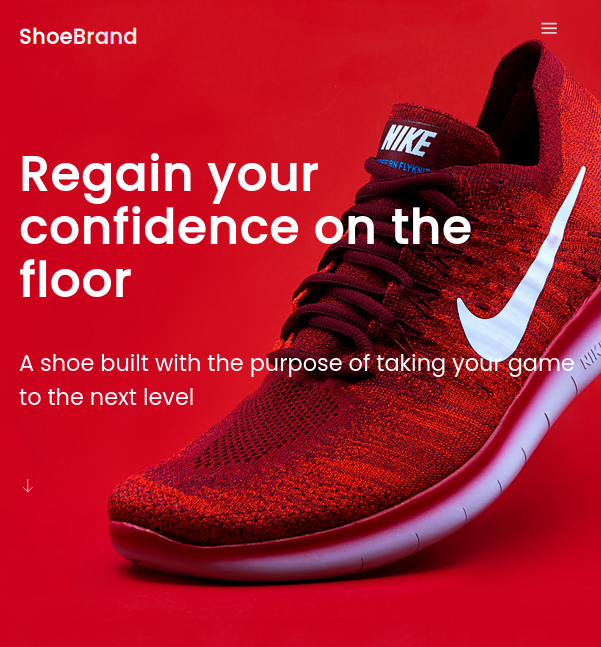 ShoeBrand
NIKE
Regain your
confidence on the
floor
A shoe built with the purpose of taking your game
to the next level